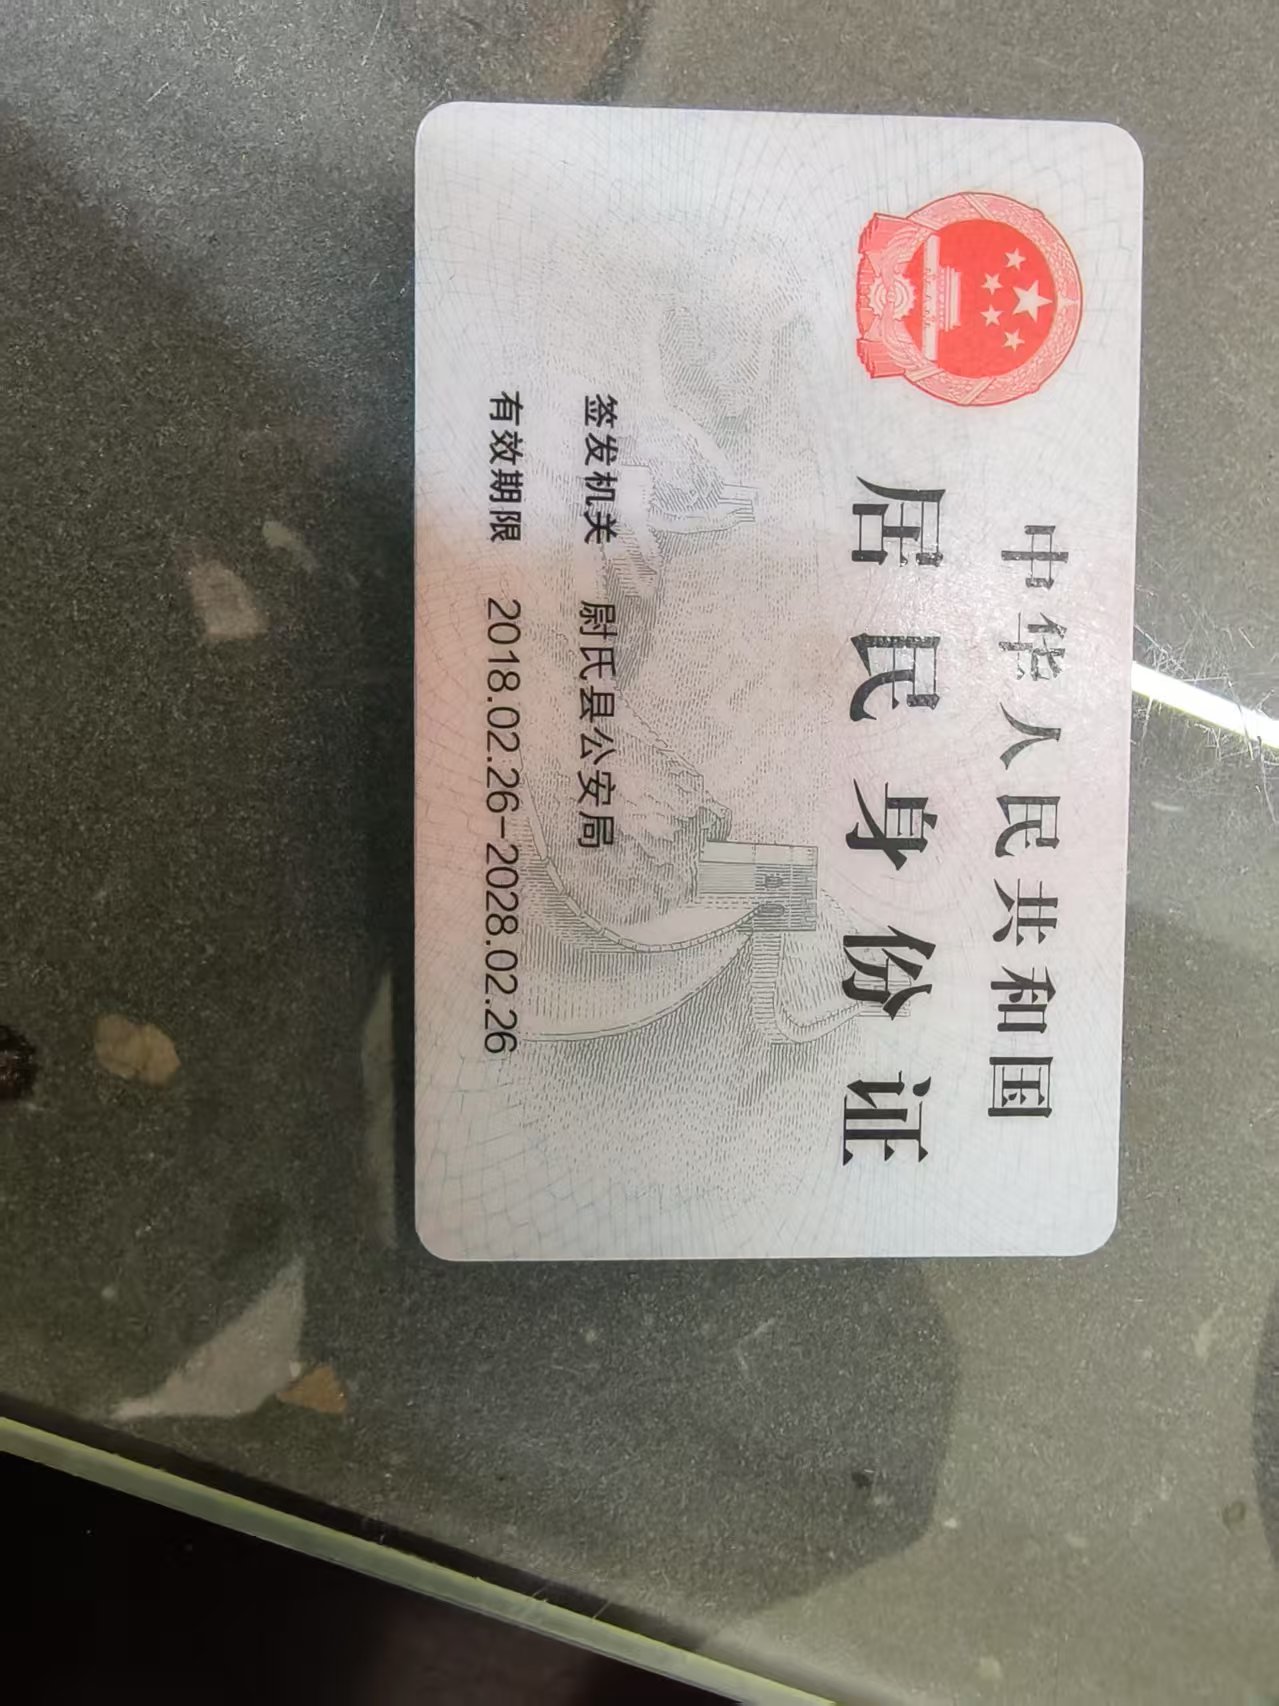 中华人民共和国
居民身份证
签发机关 尉氏县公安局
有效期限 2018.02.26-2028.02.26